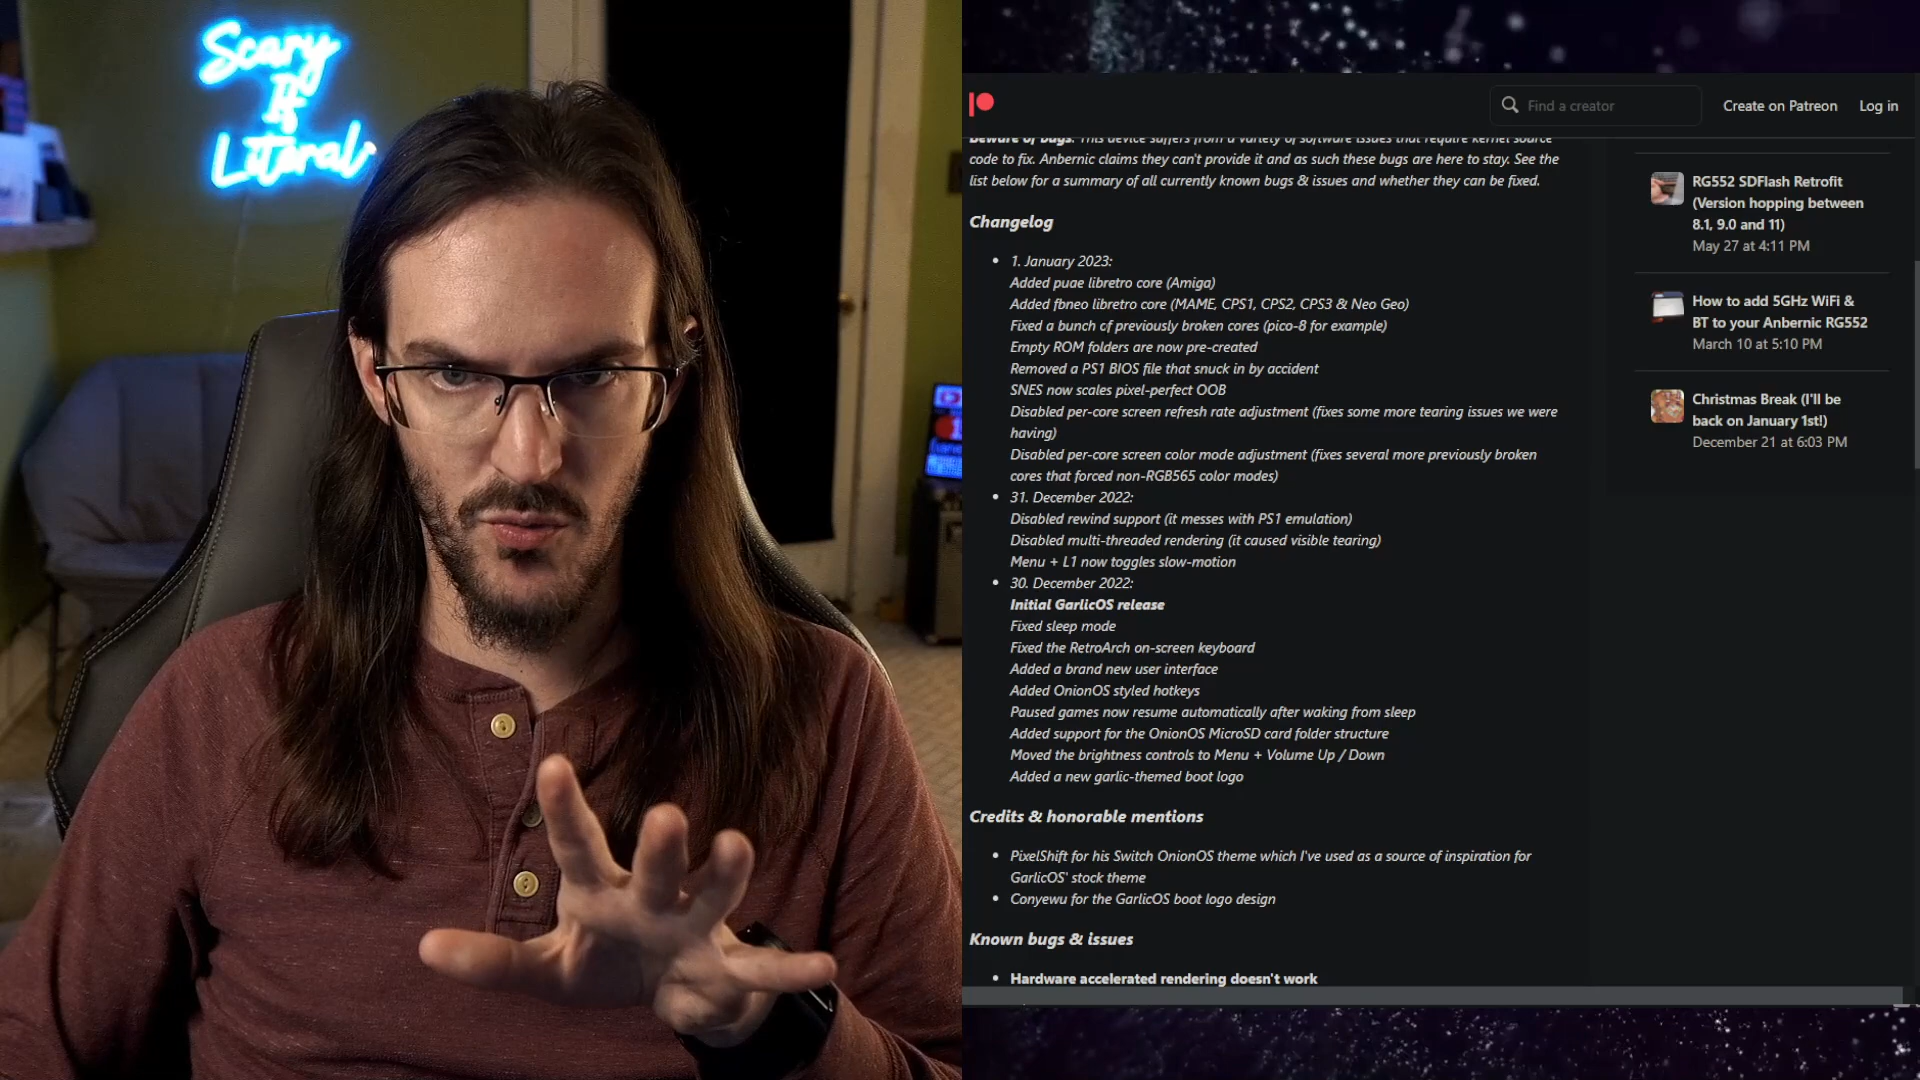 Scary
Is
Literal
Find a creator
Create on Patreon
Log in
Beware of bugs. This device suffers from a variety of software issues that require kernel source
code to fix. Anbernic claims they can't provide it and as such these bugs are here to stay. See the
list below for a summary of all currently known bugs & issues and whether they can be fixed.
Changelog
1. January 2023:
Added puae libretro core (Amiga)
Added fbneo libretro core (MAME, CPS1, CPS2, CPS3 & Neo Geo)
Fixed a bunch of previously broken cores (pico-8 for example)
Empty ROM folders are now pre-created
Removed a PS1 BIOS file that snuck in by accident
SNES now scales pixel-perfect OOB
Disabled per-core screen refresh rate adjustment (fixes some more tearing issues we were
having)
Disabled per-core screen color mode adjustment (fixes several more previously broken
cores that forced non-RGB565 color modes)
31. December 2022:
Disabled rewind support (it messes with PS1 emulation)
Disabled multi-threaded rendering (it caused visible tearing)
Menu + L1 now toggles slow-motion
30. December 2022:
Initial GarlicOS release
Fixed sleep mode
Fixed the RetroArch on-screen keyboard
Added a brand new user interface
Added OnionOS styled hotkeys
Paused games now resume automatically after waking from sleep
Added support for the OnionOS MicroSD card folder structure
Moved the brightness controls to Menu + Volume Up / Down
Added a new garlic-themed boot logo
Credits & honorable mentions
PixelShift for his Switch OnionOS theme which I've used as a source of inspiration for
GarlicOS' stock theme
Conyewu for the GarlicOS boot logo design
Known bugs & issues
Hardware accelerated rendering doesn't work
RG552 SDFlash Retrofit
(Version hopping between
8.1, 9.0 and 11)
May 27 at 4:11 PM
How to add 5GHz WiFi &
BT to your Anbernic RG552
March 10 at 5:10 PM
Christmas Break (I'll be
back on January 1st!)
December 21 at 6:03 PM